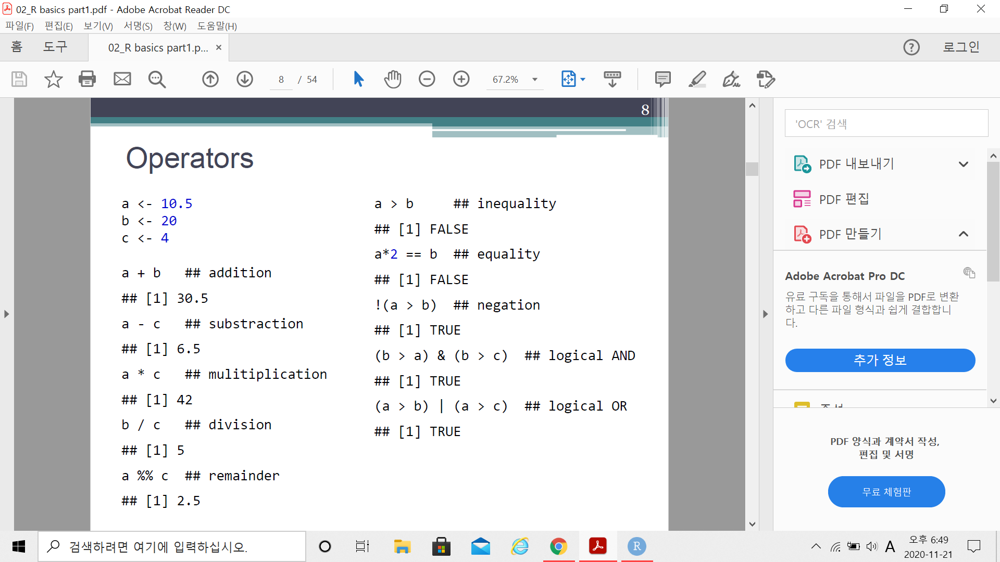 02_R basics part1.pdf - Adobe Acrobat Reader DC
파일(F) 편집(E) 보기(V) 서명(S) 창(W) 도움말(H)
홈 도구 02_R basics part1.p... × ? 로그인
8 / 54 67.2%
8
Operators
a <- 10.5
b <- 20
c <- 4
a + b ## addition
## [1] 30.5
a - c ## substraction
## [1] 6.5
a * c ## mulitiplication
## [1] 42
b / c ## division
## [1] 5
a %% c ## remainder
## [1] 2.5
a > b ## inequality
## [1] FALSE
a*2 == b ## equality
## [1] FALSE
!(a > b) ## negation
## [1] TRUE
(b > a) & (b > c) ## logical AND
## [1] TRUE
(a > b) | (a > c) ## logical OR
## [1] TRUE
'OCR' 검색
PDF 내보내기
PDF 편집
PDF 만들기
Adobe Acrobat Pro DC
유료 구독을 통해서 파일을 PDF로 변환
하고 다른 파일 형식과 쉽게 결합합니
다.
추가 정보
PDF 양식과 계약서 작성,
편집 및 서명
무료 체험판
검색하려면 여기에 입력하십시오.
R
A
오후 6:49
2020-11-21